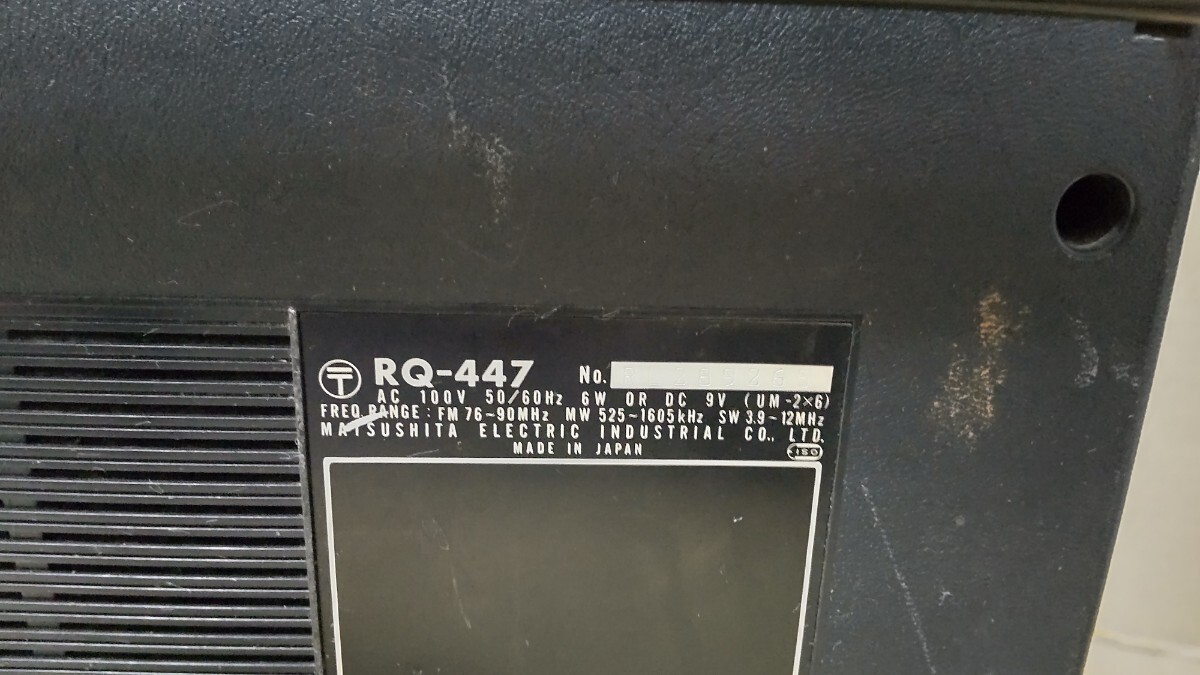 RQ-447 No.
AC 100V 50/60Hz 6W OR DC 9V (UM-2×6)
FREQ RANGE: FM 76~90MHz MW 525~1605kHz SW 3.9~12MHz
MATSUSHITA ELECTRIC INDUSTRIAL CO., LTD.
MADE IN JAPAN